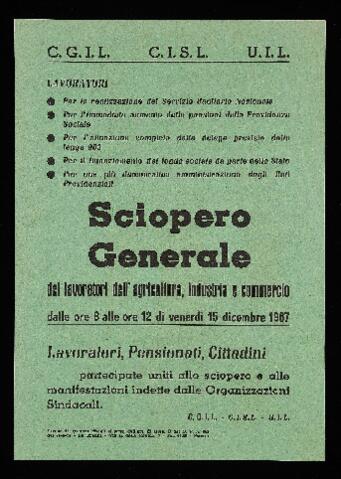 C.G.I.L. C.I.S.L. U.I.L.
LAVORATORI
● Per la realizzazione del Servizio Sanitario Nazionale
● Per l'immediato aumento delle pensioni della Previdenza
Sociale
● Per l'attuazione completa delle deleghe previste dalla
legge 903
● Per il finanziamento del fondo sociale da parte dello Stato
● Per una più democratica amministrazione degli Enti
Previdenziali
Sciopero
Generale
dei lavoratori dell'agricoltura, industria e commercio
dalle ore 8 alle ore 12 di venerdì 15 dicembre 1967
Lavoratori, Pensionati, Cittadini
partecipate uniti allo sciopero e alle
manifestazioni indette dalle Organizzazioni
Sindacali.
C.G.I.L. - C.I.S.L. - U.I.L.